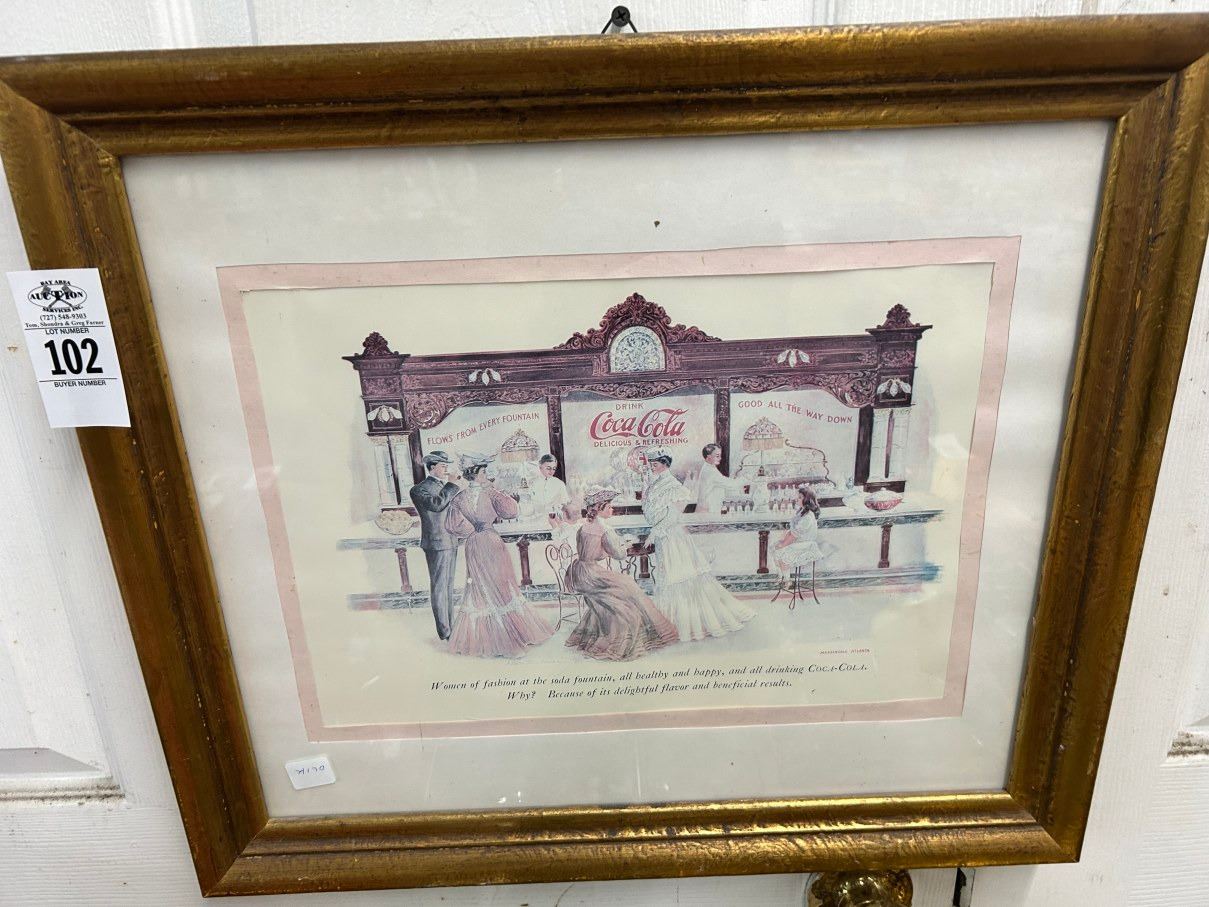 BAY AREA
AUCTION
SERVICES INC.
(727) 548-9303
Tom, Shondra & Greg Farner
LOT NUMBER
102
BUYER NUMBER
FLOWS FROM EVERY FOUNTAIN
DRINK
Coca-Cola
DELICIOUS & REFRESHING
GOOD ALL THE WAY DOWN
MASSENGALE ATLANTA
Women of fashion at the soda fountain, all healthy and happy, and all drinking COCA-COLA.
Why? Because of its delightful flavor and beneficial results.